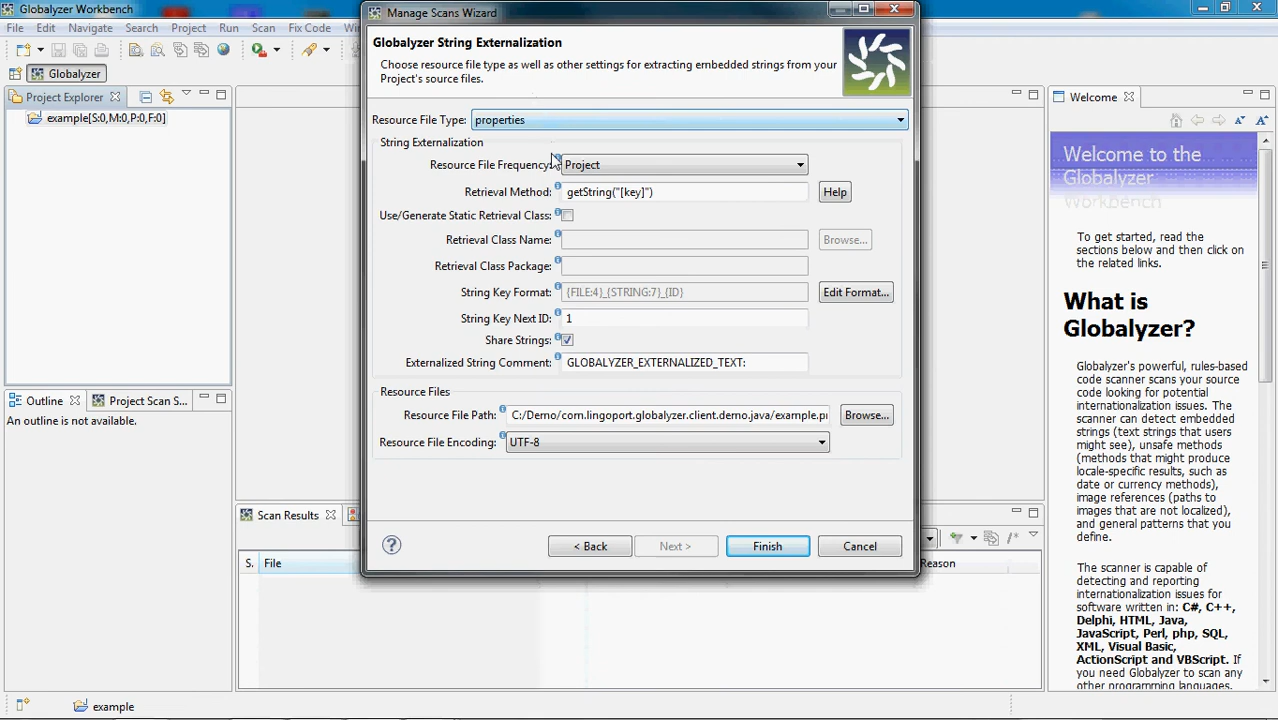 Globalyzer Workbench
File Edit Navigate Search Scan Project Run Scan Fix Code
Globalyzer
Project Explorer
example[S:0,M:0,P:0,F:0]
Outline
Project Scan S...
An outline is not available.
Manage Scans Wizard
Globalyzer String Externalization
Choose resource file type as well as other settings for extracting embedded strings from your
Project's source files.
Resource File Type: properties
String Externalization
Resource File Frequency: Project
Retrieval Method: getString("[key]") Help
Use/Generate Static Retrieval Class:
Retrieval Class Name: Browse...
Retrieval Class Package:
String Key Format: {FILE:4}_{STRING:7}_{ID} Edit Format...
String Key Next ID: 1
Share Strings:
Externalized String Comment: GLOBALYZER_EXTERNALIZED_TEXT:
Resource Files
Resource File Path: C:/Demo/com.lingoport.globalyzer.client.demo.java/example.pr Browse...
Resource File Encoding: UTF-8
? < Back Next > Finish Cancel
Scan Results
S. File Reason
Welcome
Welcome to the
Globalyzer
Workbench
To get started, read the
sections below and then click on
the related links.
What is
Globalyzer?
Globalyzer's powerful, rules-based
code scanner scans your source
code looking for potential
internationalization issues. The
scanner can detect embedded
strings (text strings that users
might see), unsafe methods
(methods that might produce
locale-specific results, such as
date or currency methods),
image references (paths to
images that are not localized),
and general patterns that you
define.
The scanner is capable of
detecting and reporting
internationalization issues for
software written in: C#, C++,
Delphi, HTML, Java,
JavaScript, Perl, php, SQL,
XML, Visual Basic,
ActionScript and VBScript. If
you need Globalyzer to scan any
other programming languages,
example